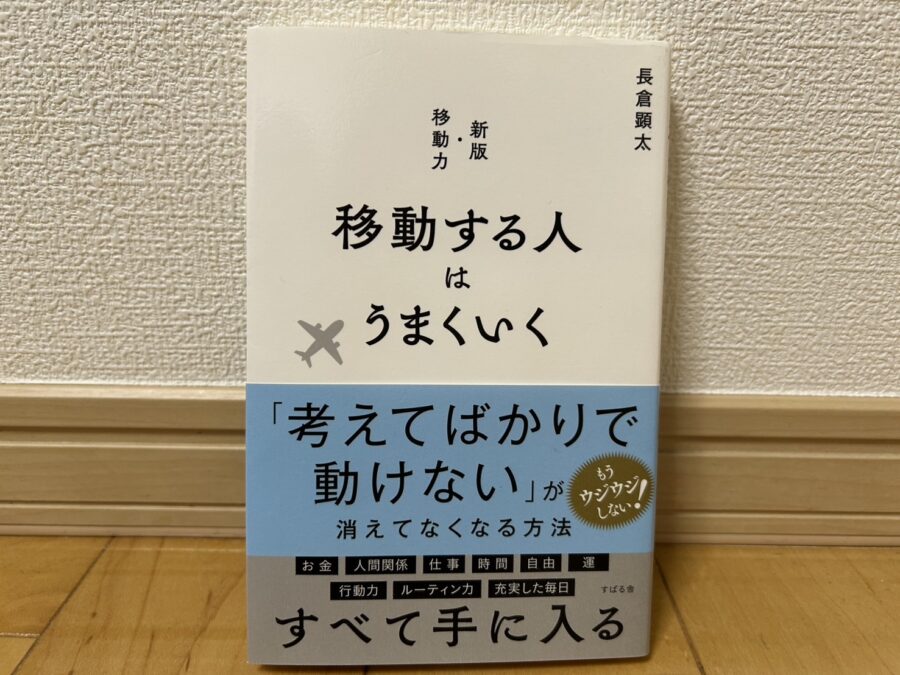 長倉顕太
新版・
移動力
移動する人
は
うまくいく
「考えてばかりで
動けない」が
消えてなくなる方法
もう
ウジウジ
しない!
お金 人間関係 仕事 時間 自由 運
行動力 ルーティン力 充実した毎日
すばる舎
すべて手に入る